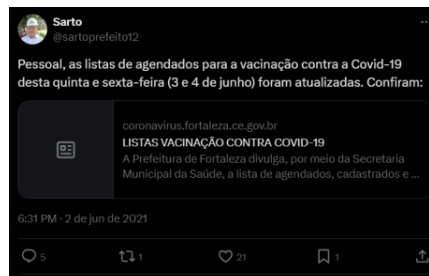 Sarto
@sartoprefeito12
Pessoal, as listas de agendados para a vacinação contra a Covid-19
desta quinta e sexta-feira (3 e 4 de junho) foram atualizadas. Confiram:
coronavirus.fortaleza.ce.gov.br
LISTAS VACINAÇÃO CONTRA COVID-19
A Prefeitura de Fortaleza divulga, por meio da Secretaria
Municipal da Saúde, a lista de agendados, cadastrados e ...
6:31 PM · 2 de jun de 2021
5 1 21 1